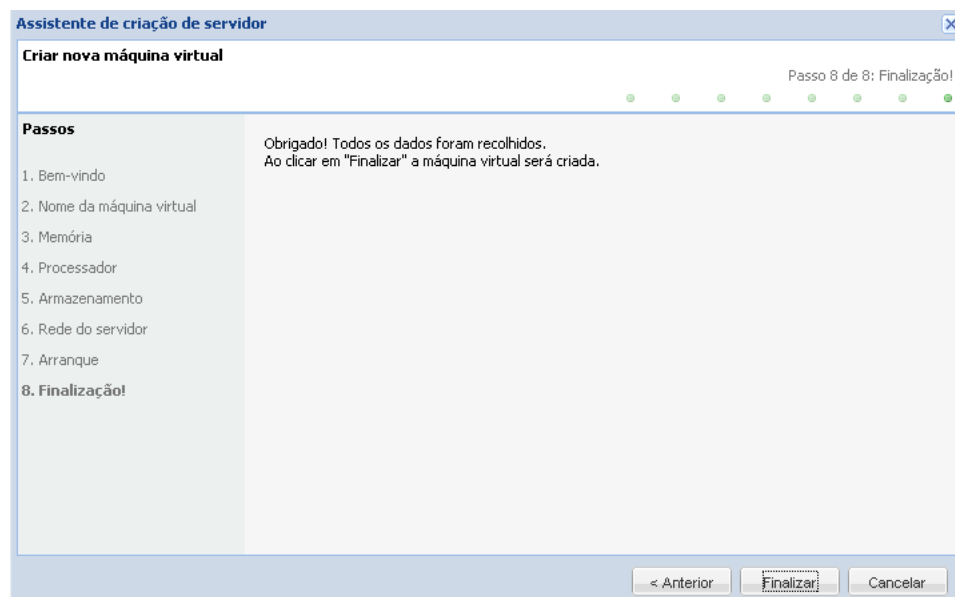 Assistente de criação de servidor
Criar nova máquina virtual
Passo 8 de 8: Finalização!
Passos
1. Bem-vindo
2. Nome da máquina virtual
3. Memória
4. Processador
5. Armazenamento
6. Rede do servidor
7. Arranque
8. Finalização!
Obrigado! Todos os dados foram recolhidos.
Ao clicar em "Finalizar" a máquina virtual será criada.
< Anterior
Finalizar
Cancelar